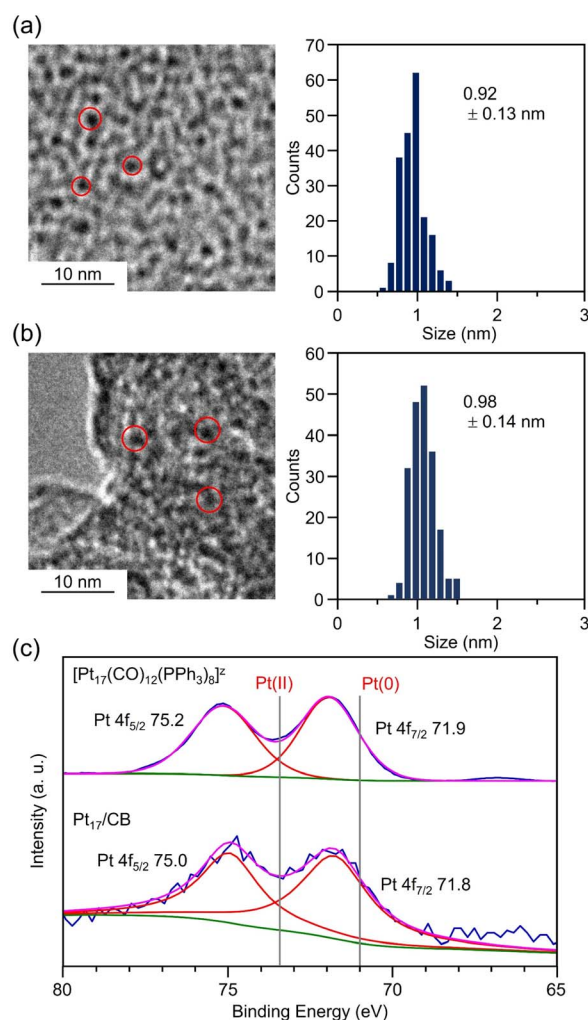 (a)
10 nm
Counts
70
60
50
40
30
20
10
0
0.92
± 0.13 nm
0 1 2 3
Size (nm)
(b)
10 nm
Counts
60
50
40
30
20
10
0
0.98
± 0.14 nm
0 1 2 3
Size (nm)
(c)
[Pt₁₇(CO)₁₂(PPh₃)₈]ᶻ
Pt(II) Pt(0)
Pt 4f₅/₂ 75.2
Pt 4f₇/₂ 71.9
Pt₁₇/CB
Pt 4f₅/₂ 75.0
Pt 4f₇/₂ 71.8
Intensity (a. u.)
80 75 70 65
Binding Energy (eV)